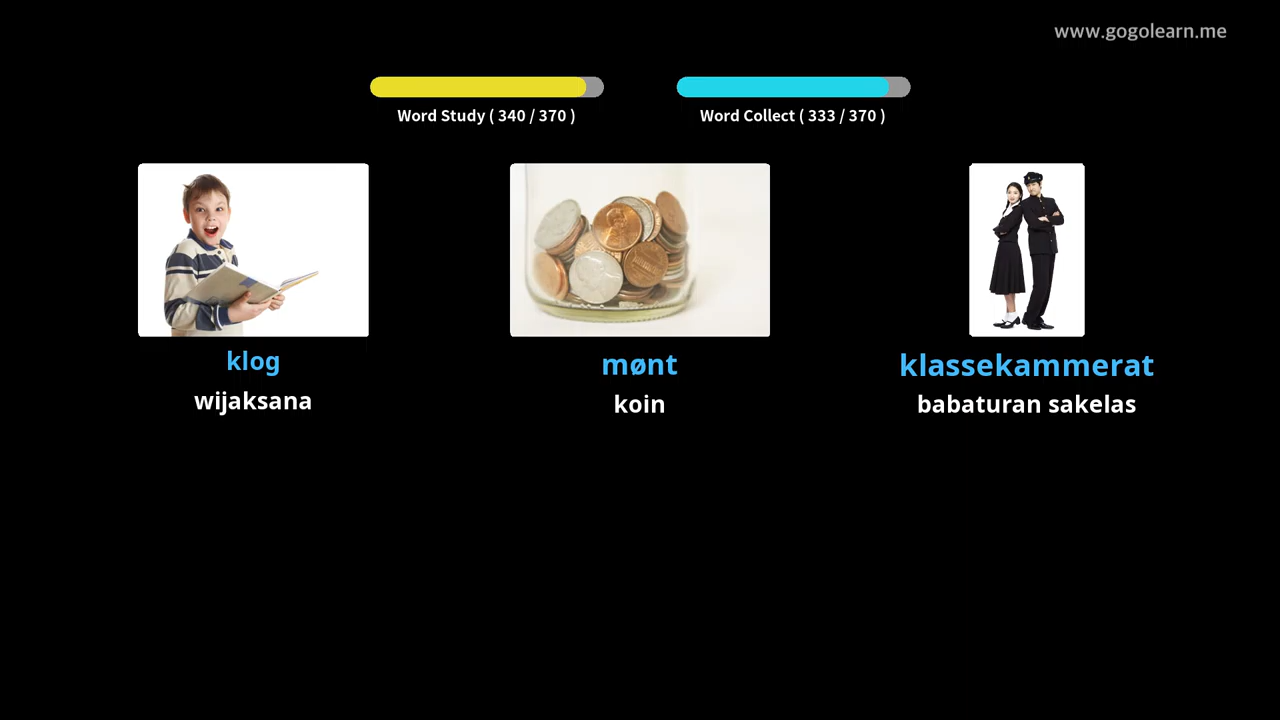 www.gogolearn.me
Word Study ( 340 / 370 )
Word Collect ( 333 / 370 )
klog
wijaksana
mønt
koin
klassekammerat
babaturan sakelas